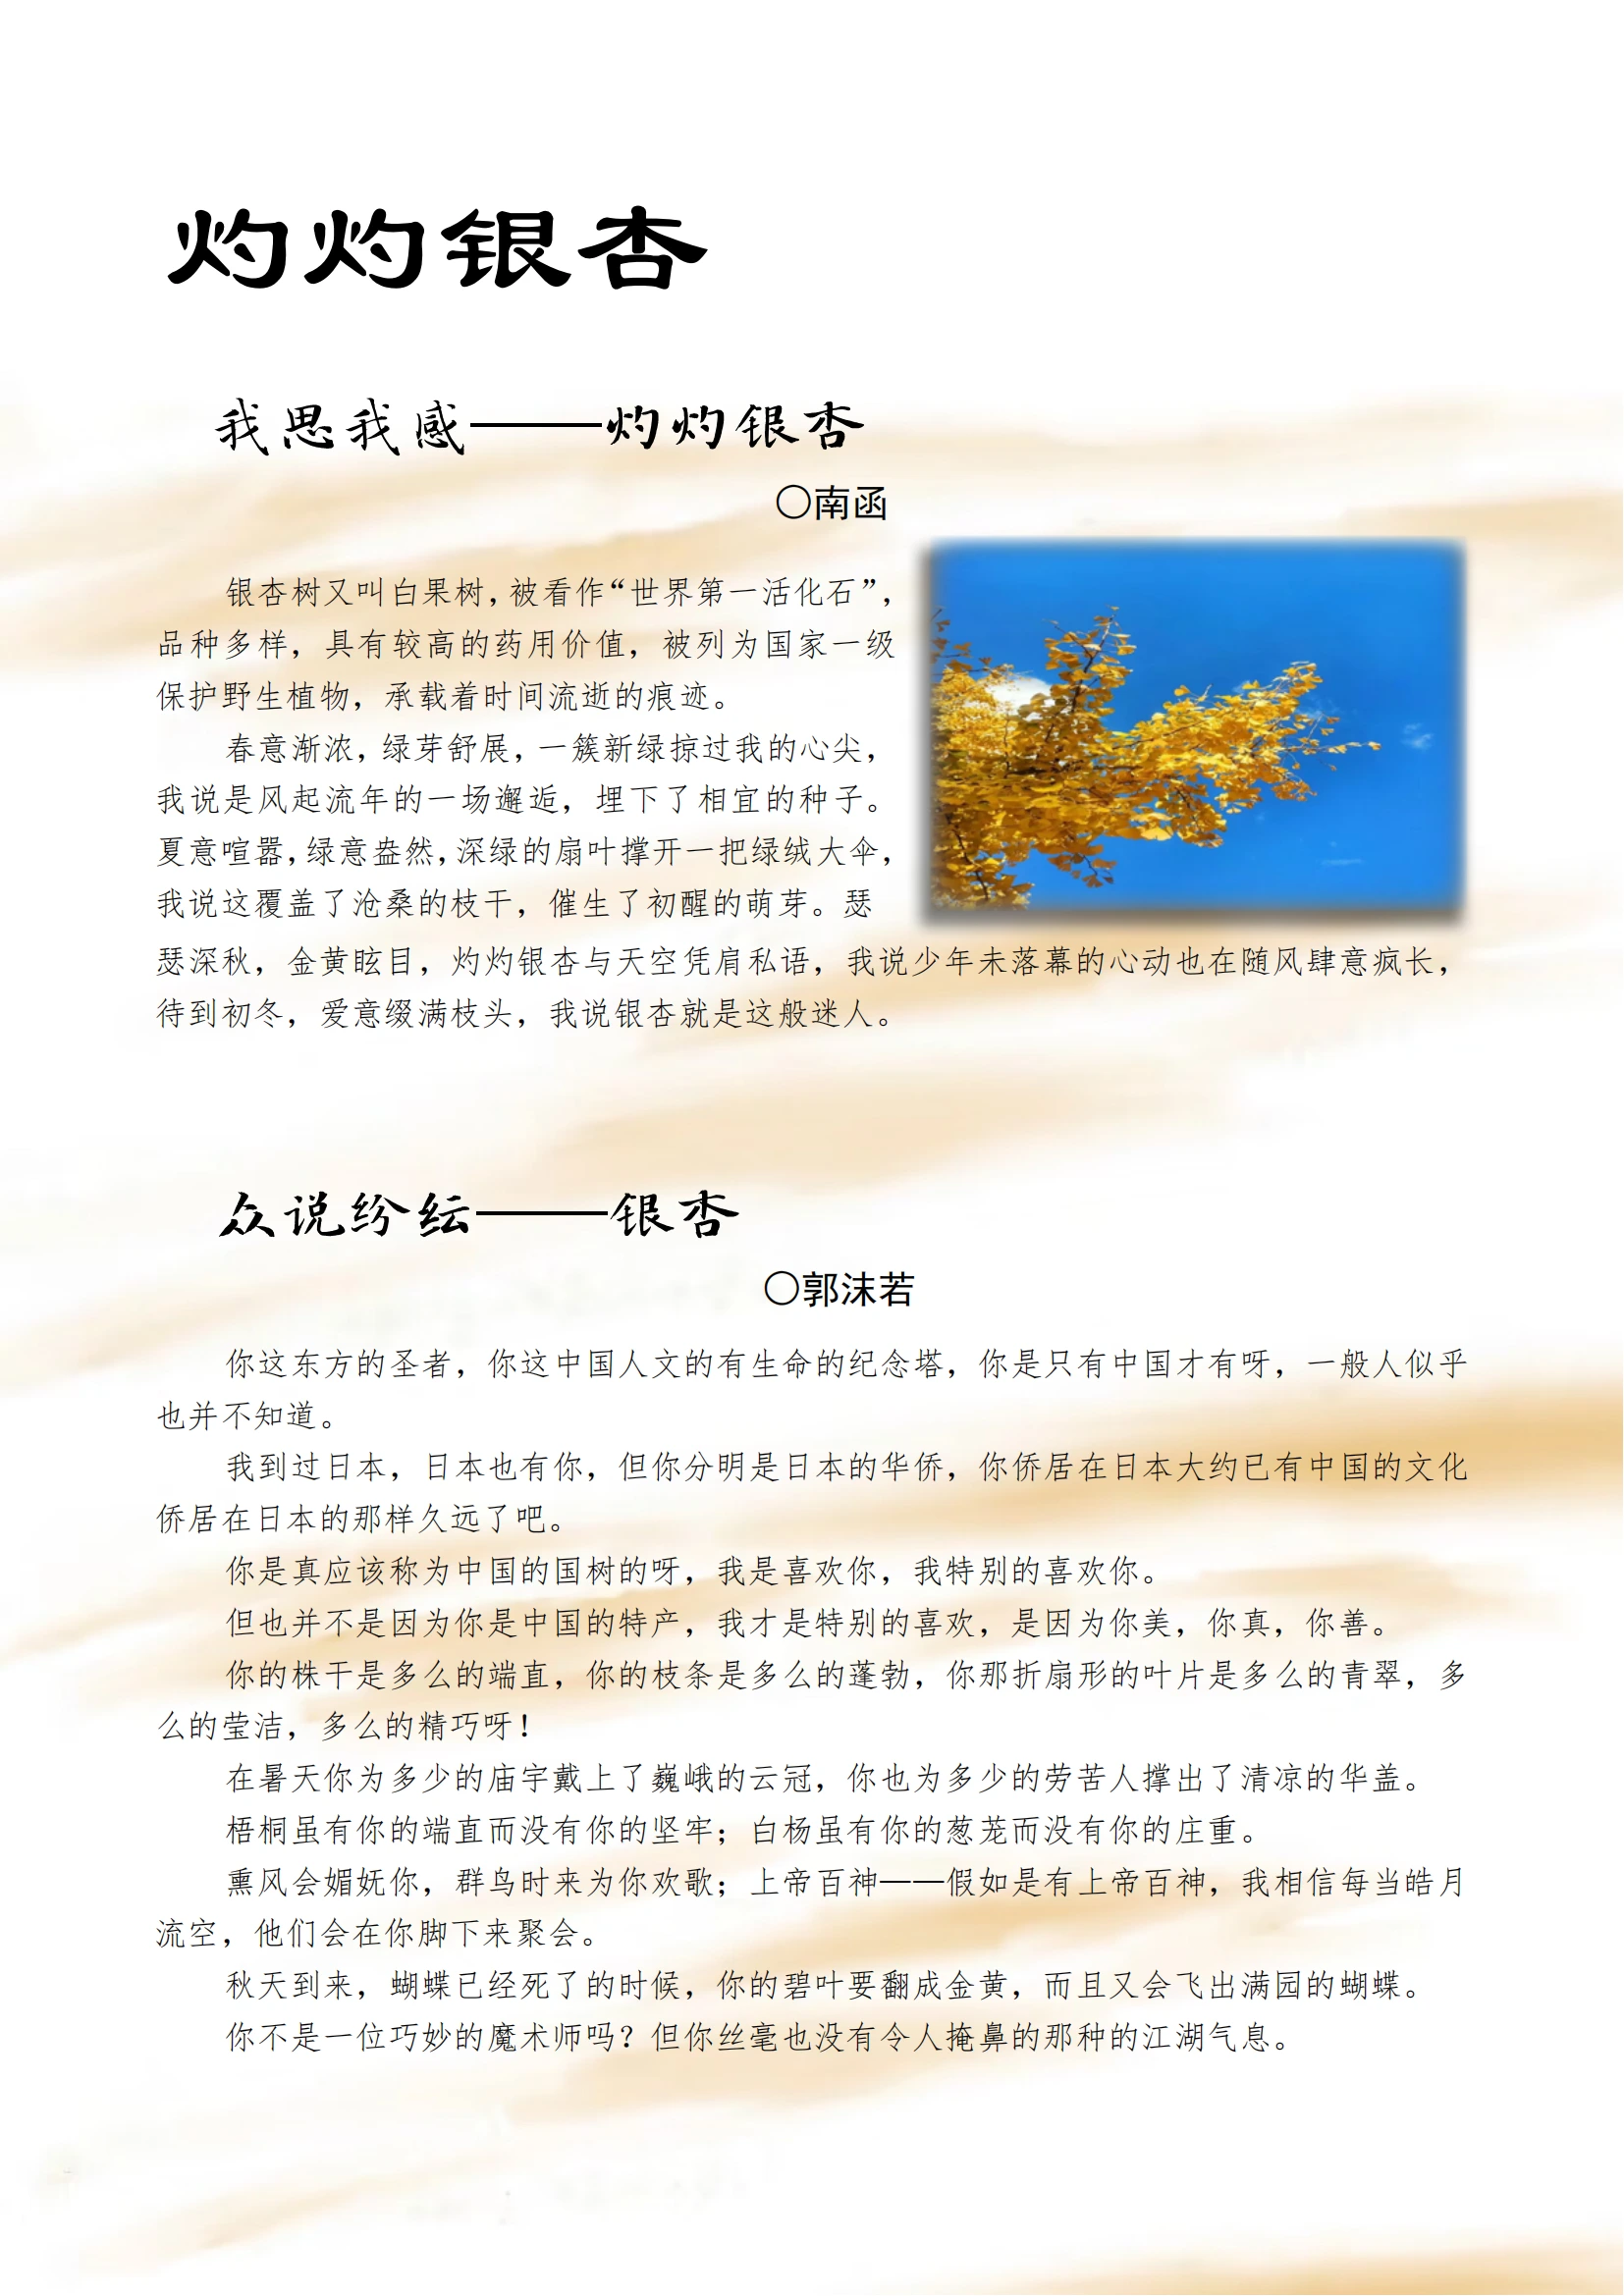 灼灼银杏
我思我感——灼灼银杏
〇南函
银杏树又叫白果树，被看作“世界第一活化石”，
品种多样，具有较高的药用价值，被列为国家一级
保护野生植物，承载着时间流逝的痕迹。
春意渐浓，绿芽舒展，一簇新绿掠过我的心尖，
我说是风起流年的一场邂逅，埋下了相宜的种子。
夏意喧嚣，绿意盎然，深绿的扇叶撑开一把绿绒大伞，
我说这覆盖了沧桑的枝干，催生了初醒的萌芽。瑟
瑟深秋，金黄眩目，灼灼银杏与天空凭肩私语，我说少年未落幕的心动也在随风肆意疯长，
待到初冬，爱意缀满枝头，我说银杏就是这般迷人。
众说纷纭——银杏
〇郭沫若
你这东方的圣者，你这中国人文的有生命的纪念塔，你是只有中国才有呀，一般人似乎
也并不知道。
我到过日本，日本也有你，但你分明是日本的华侨，你侨居在日本大约已有中国的文化
侨居在日本的那样久远了吧。
你是真应该称为中国的国树的呀，我是喜欢你，我特别的喜欢你。
但也并不是因为你是中国的特产，我才是特别的喜欢，是因为你美，你真，你善。
你的株干是多么的端直，你的枝条是多么的蓬勃，你那折扇形的叶片是多么的青翠，多
么的莹洁，多么的精巧呀！
在暑天你为多少的庙宇戴上了巍峨的云冠，你也为多少的劳苦人撑出了清凉的华盖。
梧桐虽有你的端直而没有你的坚牢；白杨虽有你的葱茏而没有你的庄重。
熏风会媚妩你，群鸟时来为你欢歌；上帝百神——假如是有上帝百神，我相信每当皓月
流空，他们会在你脚下来聚会。
秋天到来，蝴蝶已经死了的时候，你的碧叶要翻成金黄，而且又会飞出满园的蝴蝶。
你不是一位巧妙的魔术师吗？但你丝毫也没有令人掩鼻的那种的江湖气息。